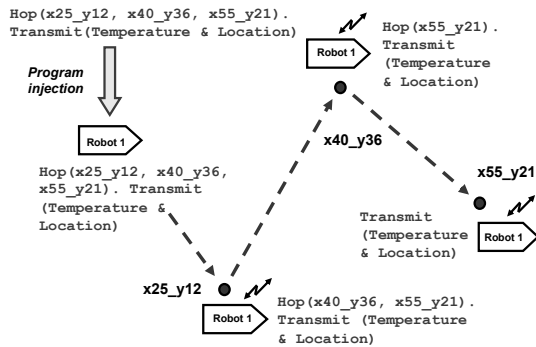 Hop(x25_y12, x40_y36, x55_y21).
Transmit(Temperature & Location)
Program
injection
Robot 1
Hop(x25_y12, x40_y36,
x55_y21). Transmit
(Temperature &
Location)
x25_y12
Robot 1
Hop(x40_y36, x55_y21).
Transmit (Temperature
& Location)
Robot 1
Hop(x55_y21).
Transmit
(Temperature
& Location)
x40_y36
x55_y21
Transmit
(Temperature
& Location)
Robot 1